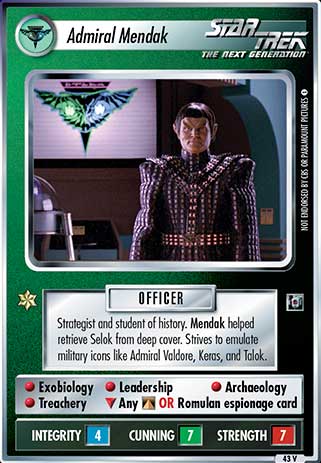 Admiral Mendak
STAR TREK
THE NEXT GENERATION
NOT ENDORSED BY CBS OR PARAMOUNT PICTURES
OFFICER
Strategist and student of history. Mendak helped
retrieve Selok from deep cover. Strives to emulate
military icons like Admiral Valdore, Keras, and Talok.
Exobiology Leadership Archaeology
Treachery Any OR Romulan espionage card
INTEGRITY 4 CUNNING 7 STRENGTH 7
43 V